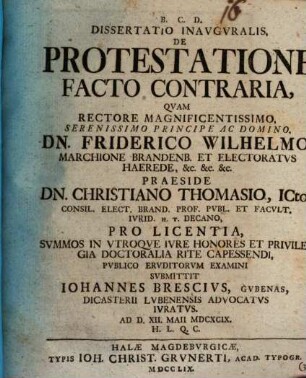 B. C. D.
DISSERTATIO INAVGVRALIS,
DE
PROTESTATIONE
FACTO CONTRARIA,
QVAM
RECTORE MAGNIFICENTISSIMO,
SERENISSIMO PRINCIPE AC DOMINO,
DN. FRIDERICO WILHELMO
MARCHIONE BRANDENB. ET ELECTORATVS
HAEREDE, &c. &c. &c.
PRAESIDE
DN. CHRISTIANO THOMASIO, ICto
CONSIL. ELECT. BRAND. PROF. PVBL. ET FACVLT.
IVRID. H. T. DECANO,
PRO LICENTIA,
SVMMOS IN VTROQVE IVRE HONORES ET PRIVILE-
GIA DOCTORALIA RITE CAPESSENDI,
PVBLICO ERVDITORVM EXAMINI
SVBMITTIT
IOHANNES BRESCIVS, GVBENAS,
DICASTERII LVBENENSIS ADVOCATVS
IVRATVS.
AD D. XII. MAII MDCXCIX.
H. L. Q. C.
HALÆ MAGDEBVRGICÆ,
TYPIS IOH. CHRIST. GRVNERTI, ACAD. TYPOGR.
MDCCLIX.